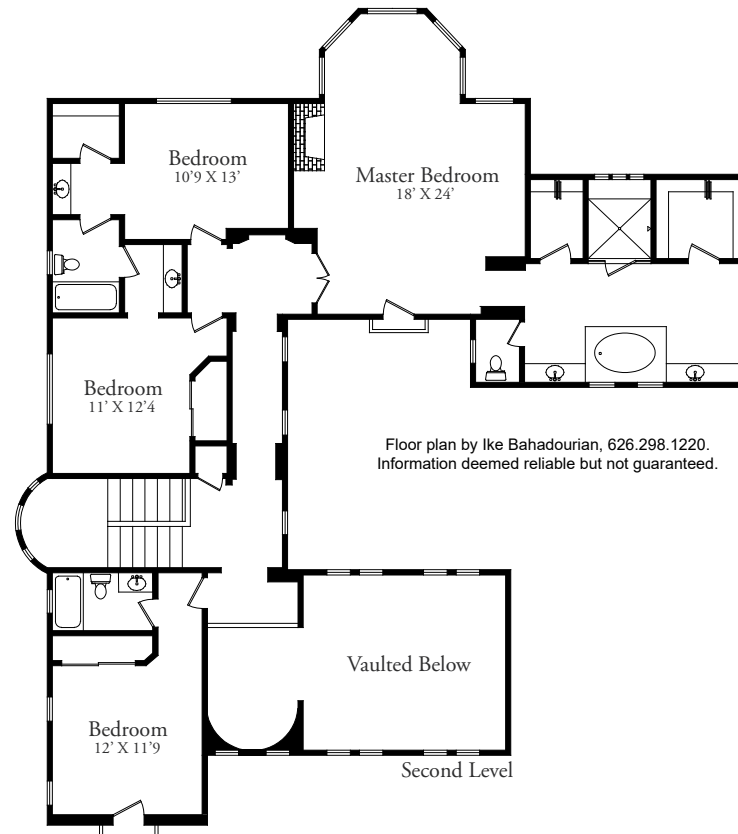 Bedroom
10'9 X 13'
Master Bedroom
18' X 24'
Bedroom
11' X 12'4
Floor plan by Ike Bahadourian, 626.298.1220.
Information deemed reliable but not guaranteed.
Vaulted Below
Bedroom
12' X 11'9
Second Level